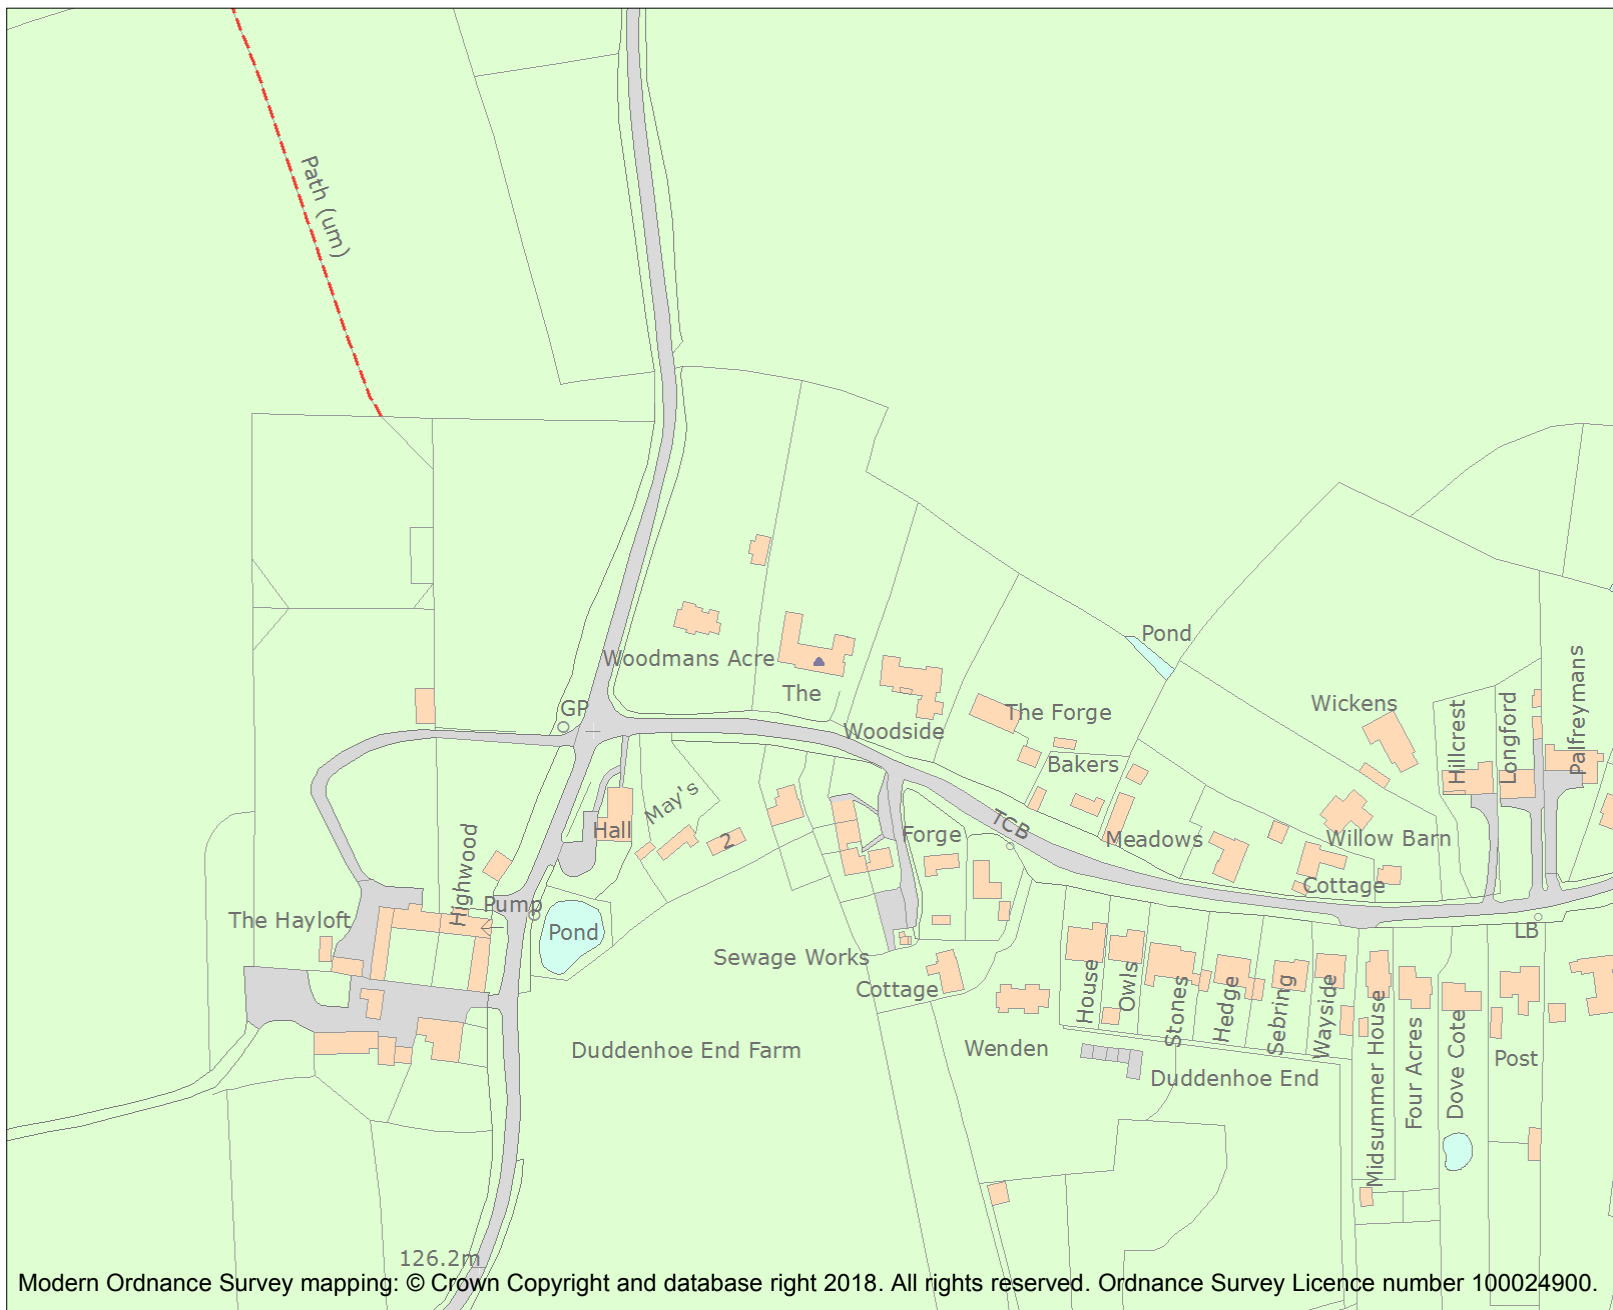 Path (um)
Pond
Woodmans Acre
The
Wickens
Palfreymans
Hillcrest
Longford
GP
The Forge
Woodside
Bakers
May's
Hall
2
Forge
TCB
Meadows
Willow Barn
Highwood
Cottage
Pump
The Hayloft
Pond
LB
Sewage Works
Cottage
House
Owls
Stones
Hedge
Sebring
Wayside
Midsummer House
Four Acres
Dove Cote
Duddenhoe End Farm
Wenden
Post
Duddenhoe End
126.2m
Modern Ordnance Survey mapping: © Crown Copyright and database right 2018. All rights reserved. Ordnance Survey Licence number 100024900.